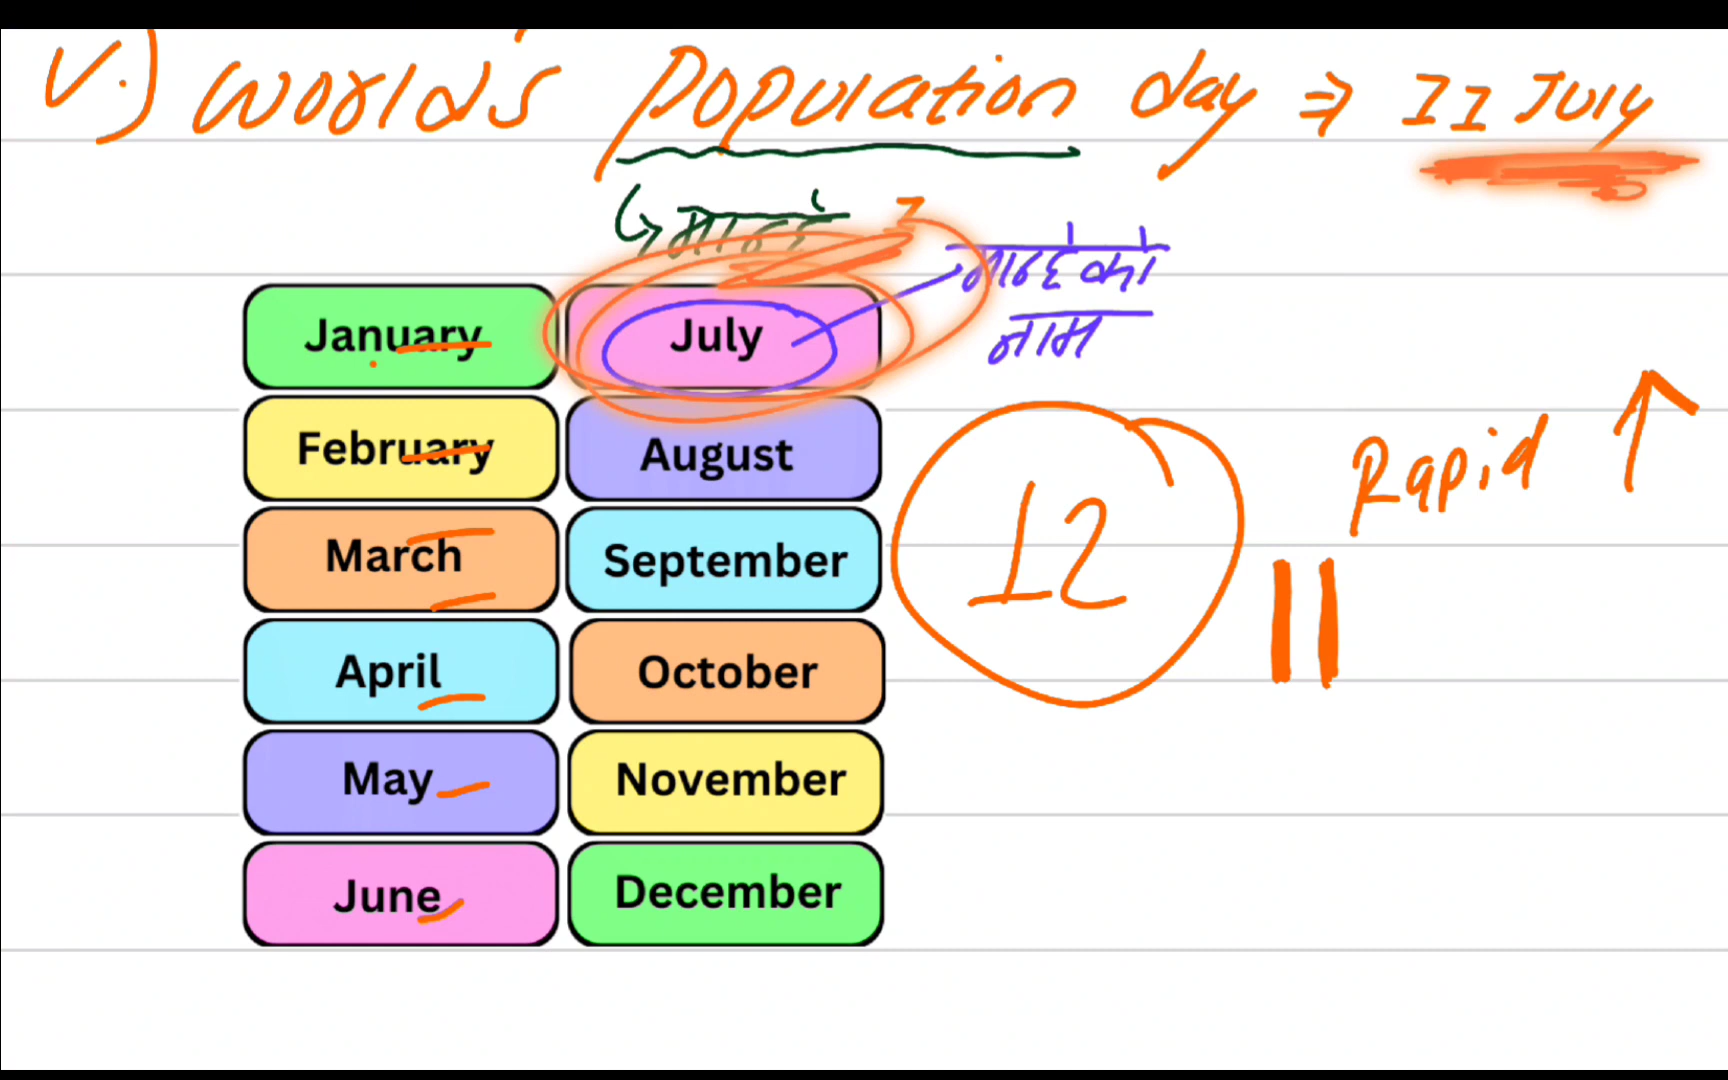 V.) World's Population day ⇒ 11 July
7
January
July
February
August
March
September
April
October
May
November
June
December
12
Rapid ↑
11